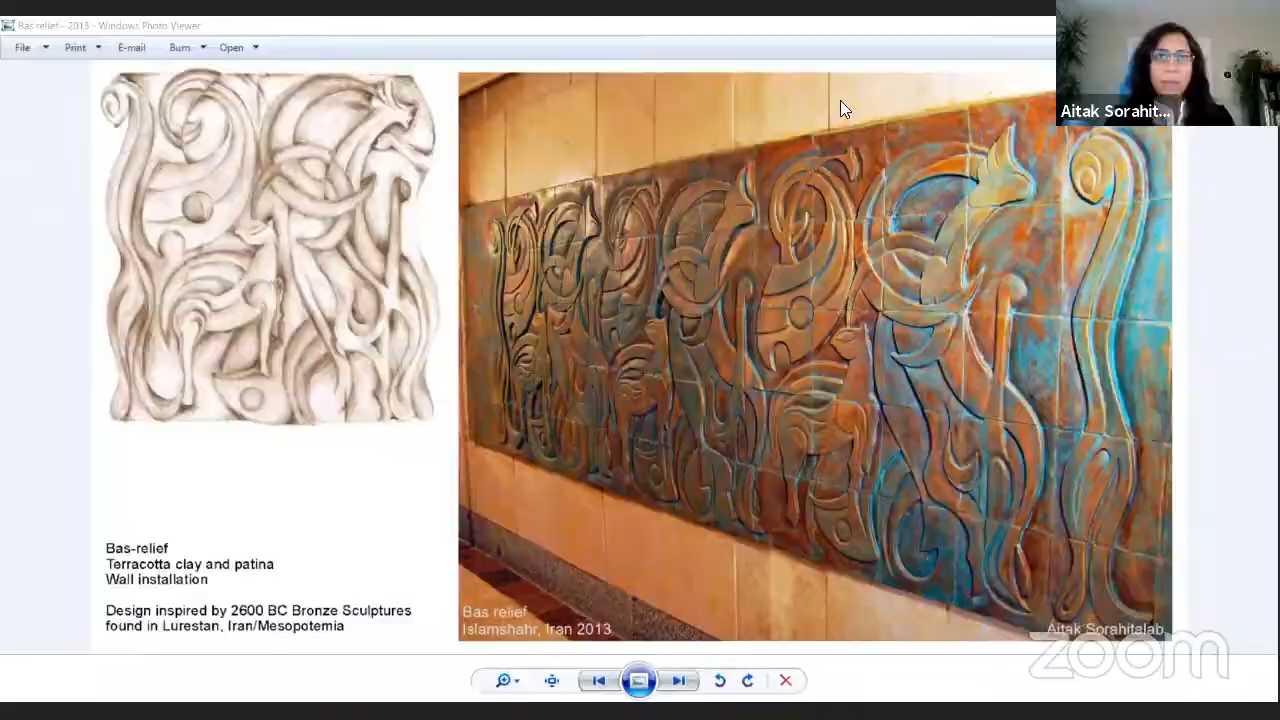 Bas relief - 2013 - Windows Photo Viewer
File Print E-mail Burn Open
Aitak Sorahit...
Bas-relief
Terracotta clay and patina
Wall installation
Design inspired by 2600 BC Bronze Sculptures
found in Lurestan, Iran/Mesopotemia
Bas relief
Islamshahr, Iran 2013
Aitak Sorahitalab
zoom